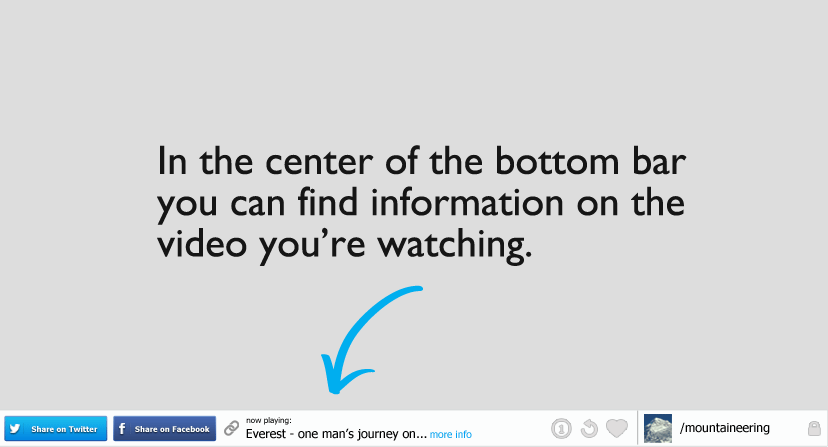 In the center of the bottom bar
you can find information on the
video you’re watching.
Share on Twitter
f Share on Facebook
now playing:
Everest - one man’s journey on... more info
1
/mountaineering